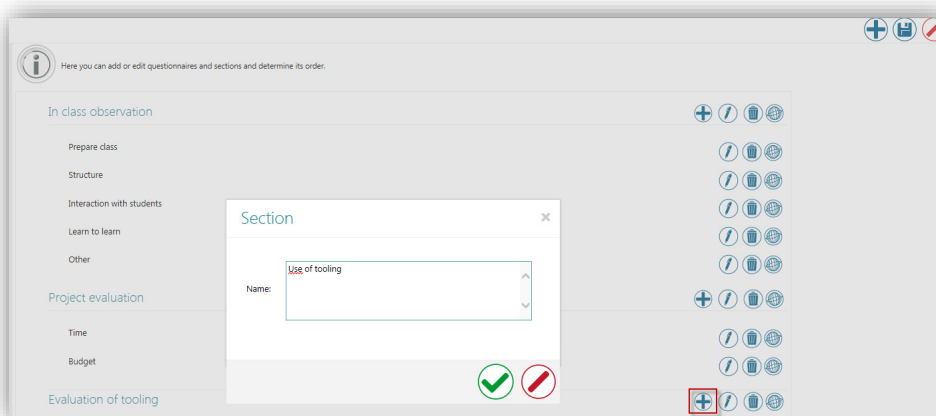 Here you can add or edit questionnaires and sections and determine its order.
In class observation
Prepare class
Structure
Interaction with students
Learn to learn
Other
Section
Name:
Use of tooling
Project evaluation
Time
Budget
Evaluation of tooling